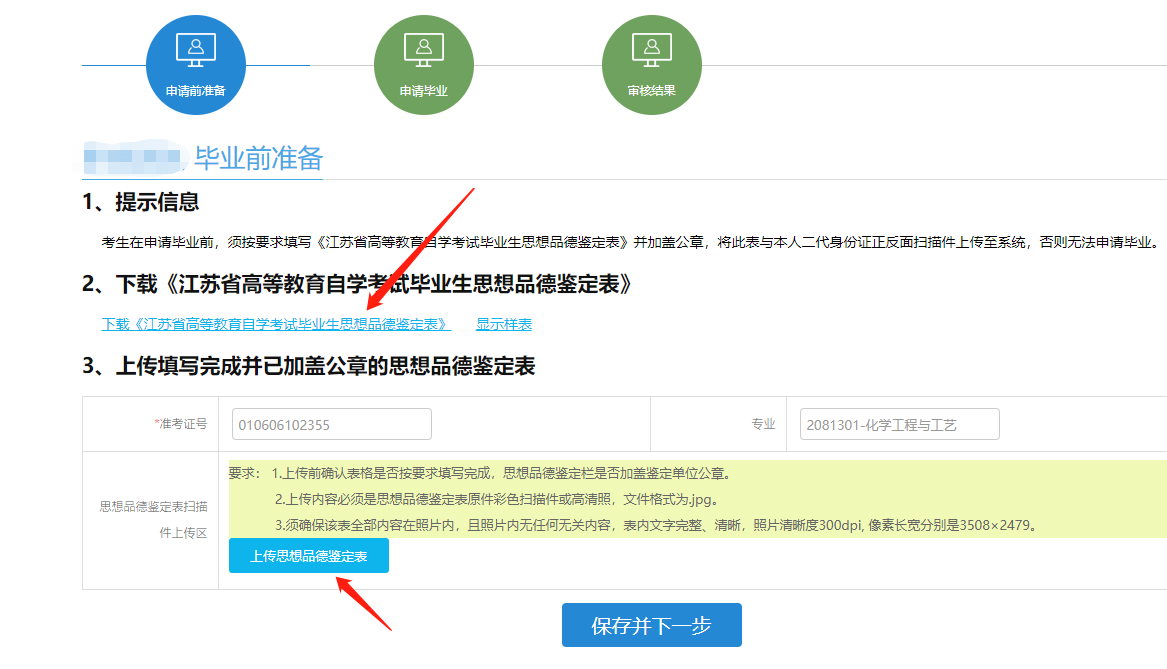 申请前准备
申请毕业
审核结果
毕业前准备
1、提示信息
考生在申请毕业前，须按要求填写《江苏省高等教育自学考试毕业生思想品德鉴定表》并加盖公章，将此表与本人二代身份证正反面扫描件上传至系统，否则无法申请毕业。
2、下载《江苏省高等教育自学考试毕业生思想品德鉴定表》
下载《江苏省高等教育自学考试毕业生思想品德鉴定表》 显示样表
3、上传填写完成并已加盖公章的思想品德鉴定表
*准考证号 010606102355 专业 2081301-化学工程与工艺
要求： 1.上传前确认表格是否按要求填写完成，思想品德鉴定栏是否加盖鉴定单位公章。
2.上传内容必须是思想品德鉴定表原件彩色扫描件或高清照，文件格式为.jpg。
思想品德鉴定表扫描
件上传区
3.须确保该表全部内容在照片内，且照片内无任何无关内容，表内文字完整、清晰，照片清晰度300dpi, 像素长宽分别是3508×2479。
上传思想品德鉴定表
保存并下一步